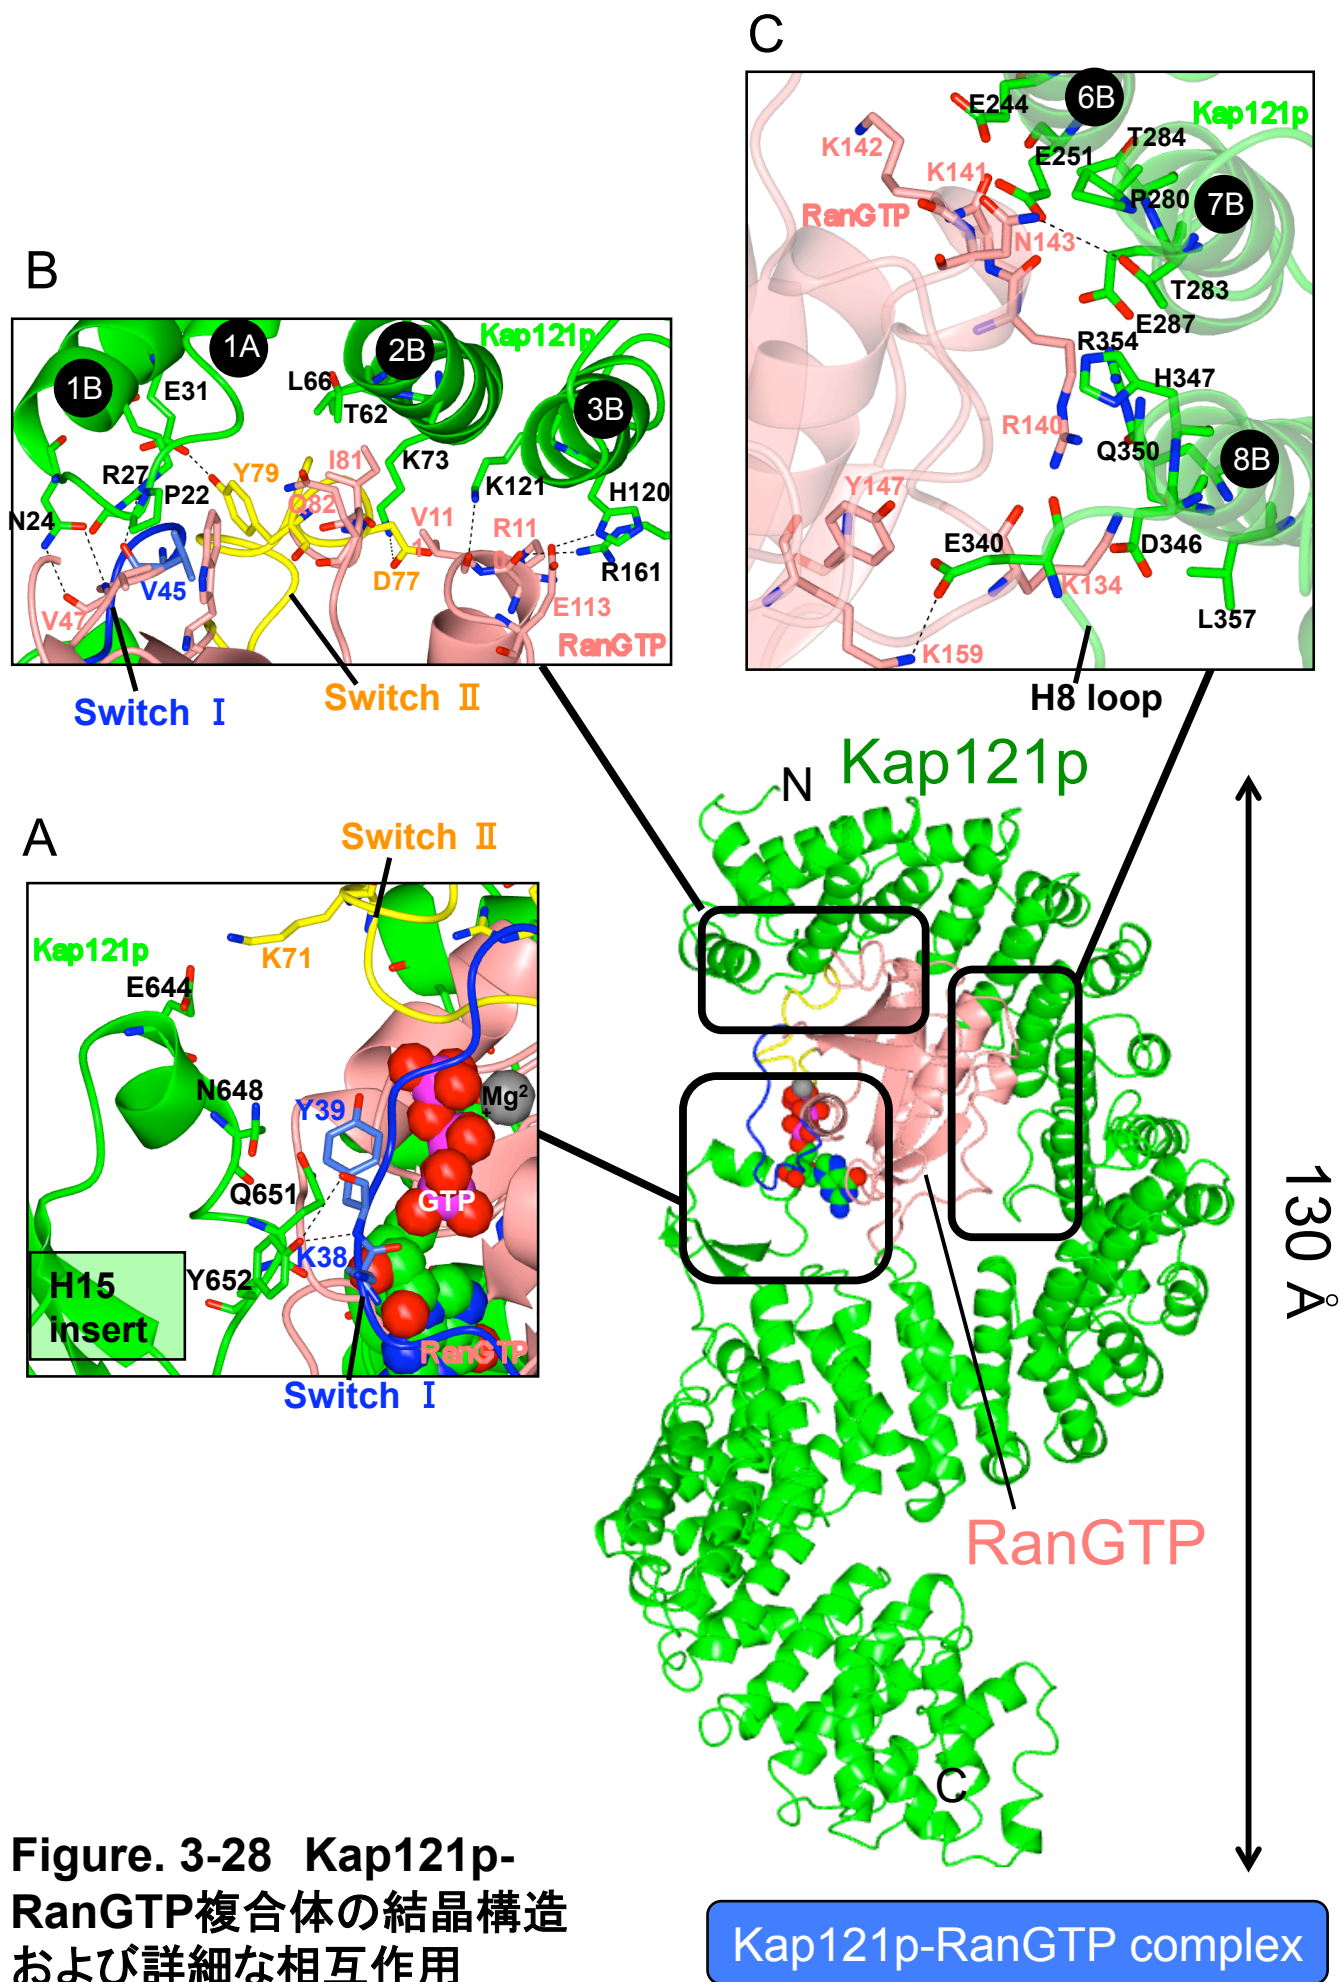 C
6B
E244
Kap121p
T284
K142
E251
K141
P280
7B
RanGTP
N143
T283
E287
R354
H347
R140
Q350
8B
Y147
E340
D346
K134
L357
K159
H8 loop
B
1A
2B
Kap121p
1B
E31
L66
T62
3B
I81
K73
R27
Y79
P22
K121
H120
Q82
N24
V11
R11
R161
D77
V45
E113
V47
RanGTP
Switch Ⅰ
Switch Ⅱ
A
Switch Ⅱ
Kap121p
K71
E644
N648
Y39
Mg2
+
Q651
GTP
K38
Y652
H15
insert
RanGTP
Switch Ⅰ
N
Kap121p
130 Å
RanGTP
C
Figure. 3-28 Kap121p-
RanGTP複合体の結晶構造
および詳細な相互作用
Kap121p-RanGTP complex